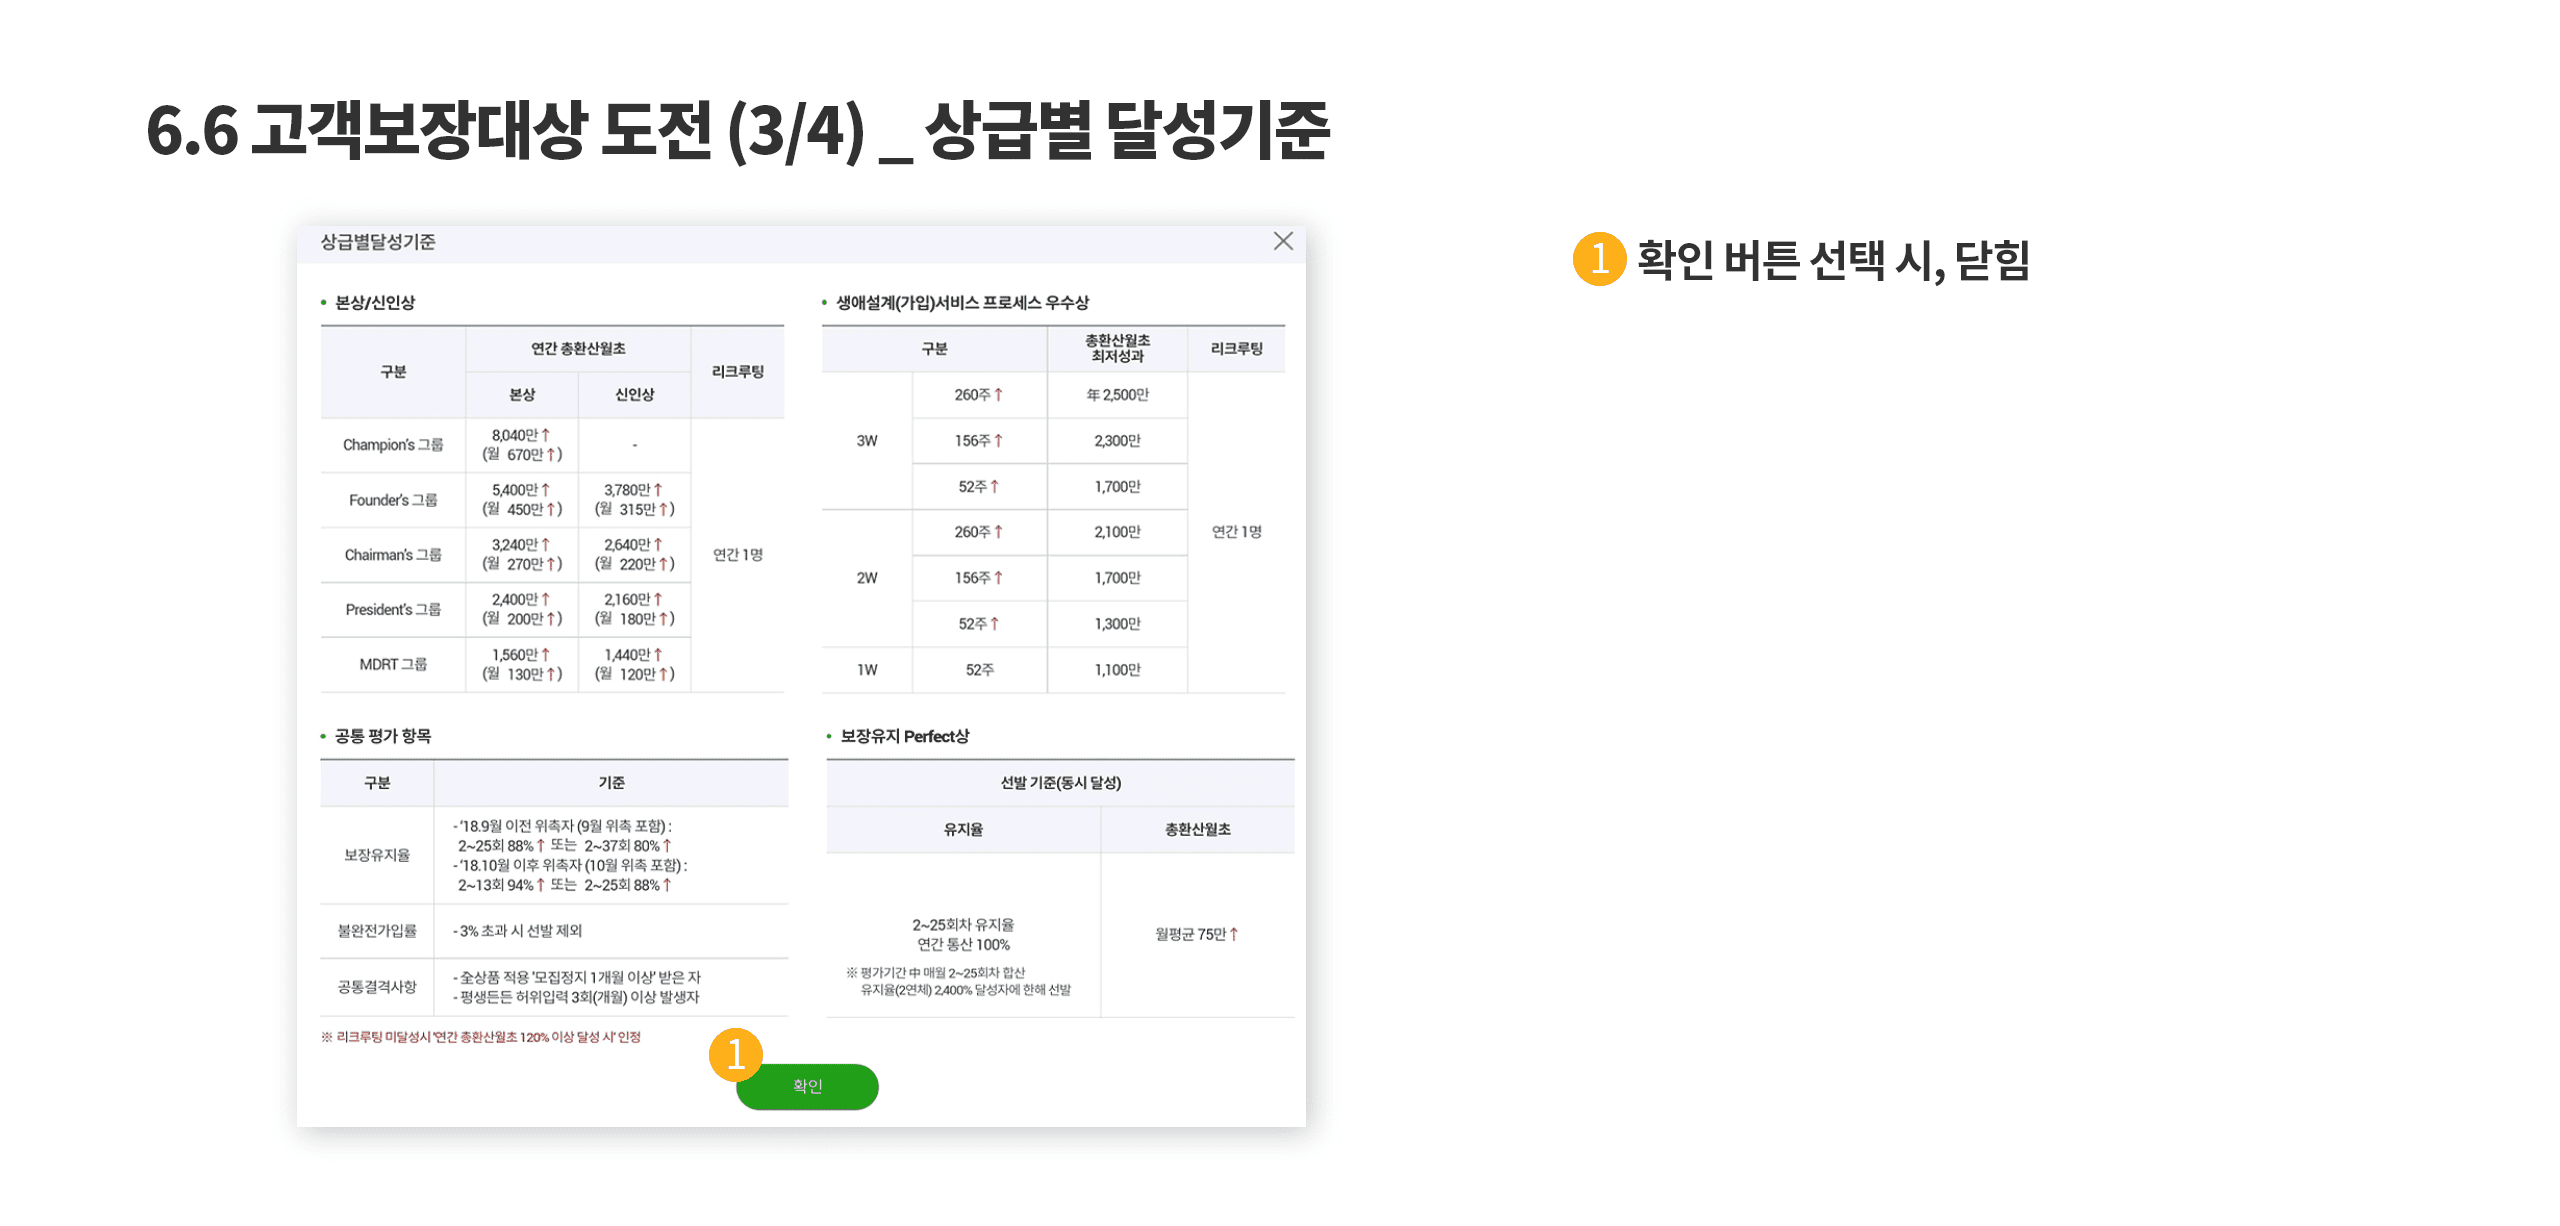 6.6 고객보장대상 도전 (3/4) _ 상급별 달성기준
상급별달성기준
• 본상/신인상
구분
연간 총환산월초
리크루팅
본상
신인상
Champion's 그룹
8,040만↑
(월 670만↑)
-
Founder's 그룹
5,400만↑
(월 450만↑)
3,780만↑
(월 315만↑)
Chairman's 그룹
3,240만↑
(월 270만↑)
2,640만↑
(월 220만↑)
President's 그룹
2,400만↑
(월 200만↑)
2,160만↑
(월 180만↑)
MDRT 그룹
1,560만↑
(월 130만↑)
1,440만↑
(월 120만↑)
연간 1명
• 생애설계(가입)서비스 프로세스 우수상
구분
총환산월초
최저성과
리크루팅
3W
260주↑
年 2,500만
156주↑
2,300만
52주↑
1,700만
2W
260주↑
2,100만
156주↑
1,700만
52주↑
1,300만
1W
52주
1,100만
연간 1명
• 공통 평가 항목
구분
기준
보장유지율
- '18.9월 이전 위촉자 (9월 위촉 포함) :
2~25회 88%↑ 또는 2~37회 80%↑
- '18.10월 이후 위촉자 (10월 위촉 포함) :
2~13회 94%↑ 또는 2~25회 88%↑
불완전가입률
- 3% 초과 시 선발 제외
공통결격사항
- 全상품 적용 '모집정지 1개월 이상' 받은 자
- 평생든든 허위입력 3회(개월) 이상 발생자
※ 리크루팅 미달성시 '연간 총환산월초 120% 이상 달성 시' 인정
• 보장유지 Perfect상
선발 기준(동시 달성)
유지율
총환산월초
2~25회차 유지율
연간 통산 100%
※ 평가기간 中 매월 2~25회차 합산
유지율(2연체) 2,400% 달성자에 한해 선발
월평균 75만↑
1
확인
1 확인 버튼 선택 시, 닫힘